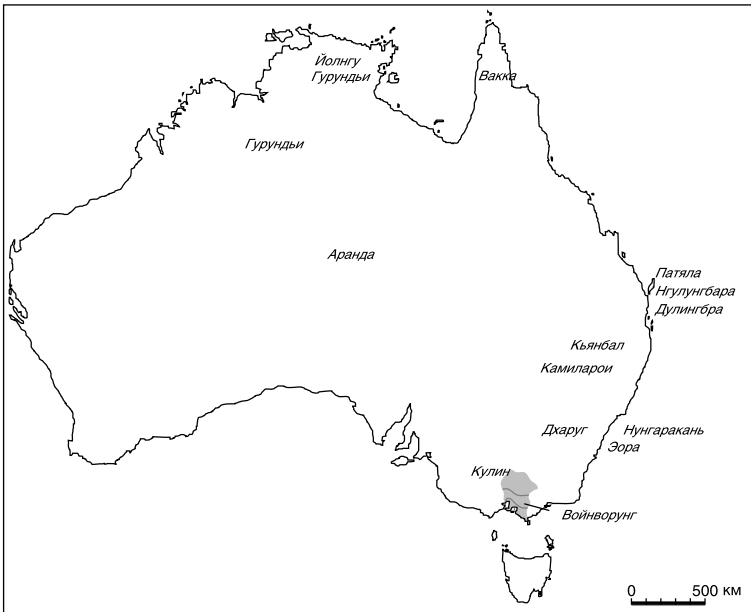 Йолнгу
Гурундьи
Вакка
Гурундьи
Аранда
Патяла
Нгулунгбара
Дулингбра
Кьянбал
Камиларои
Дхаруг
Нунгаракань
Эора
Кулин
Войнворунг
0 500 км